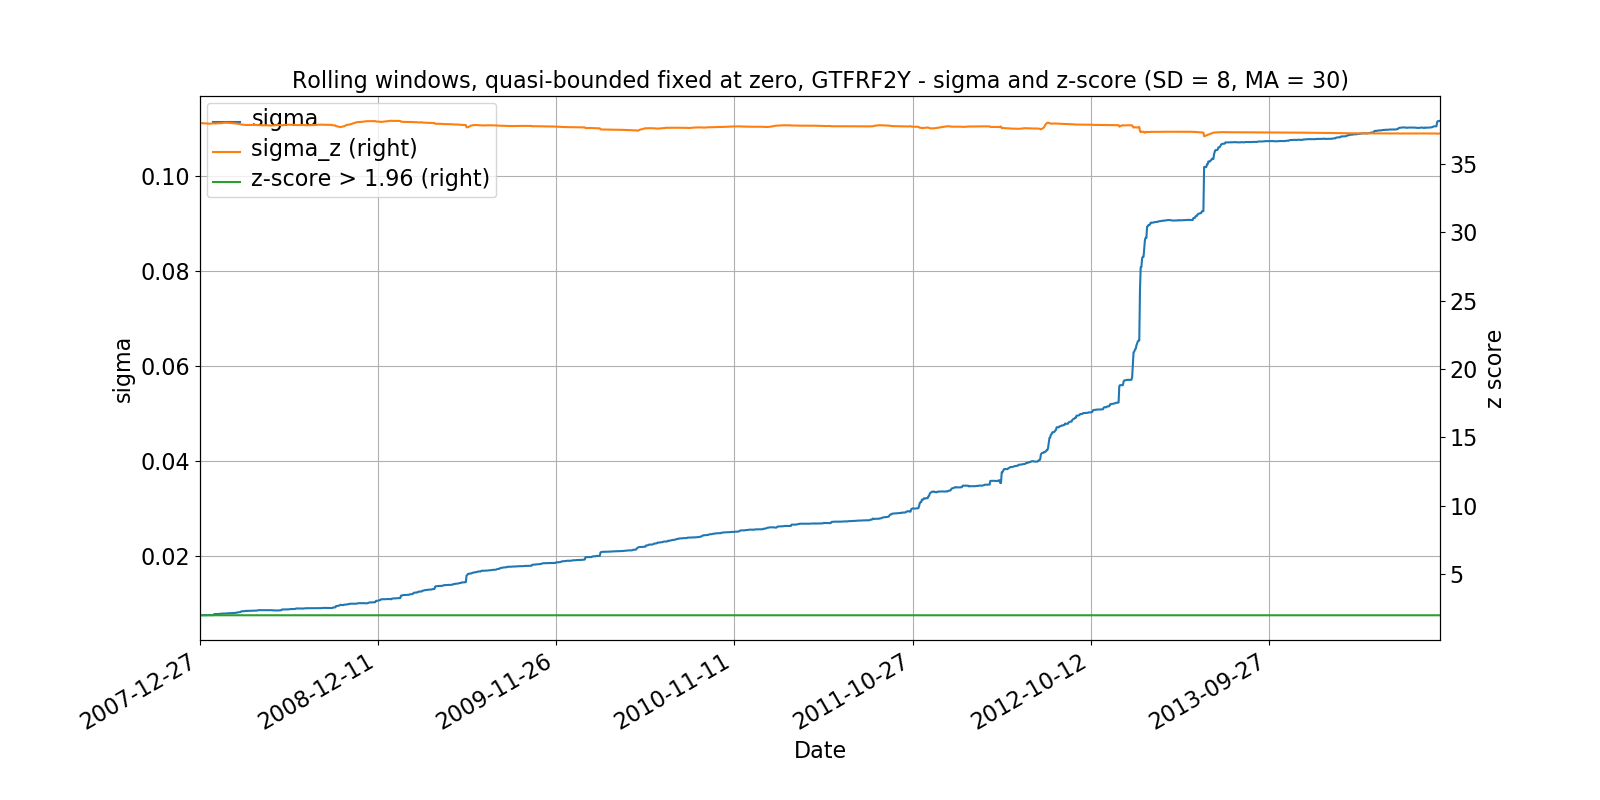 Rolling windows, quasi-bounded fixed at zero, GTFRF2Y - sigma and z-score (SD = 8, MA = 30)
sigma
sigma_z (right)
z-score > 1.96 (right)
0.10
0.08
0.06
0.04
0.02
sigma
35
30
25
20
15
10
5
z score
2007-12-27
2008-12-11
2009-11-26
2010-11-11
2011-10-27
2012-10-12
2013-09-27
Date